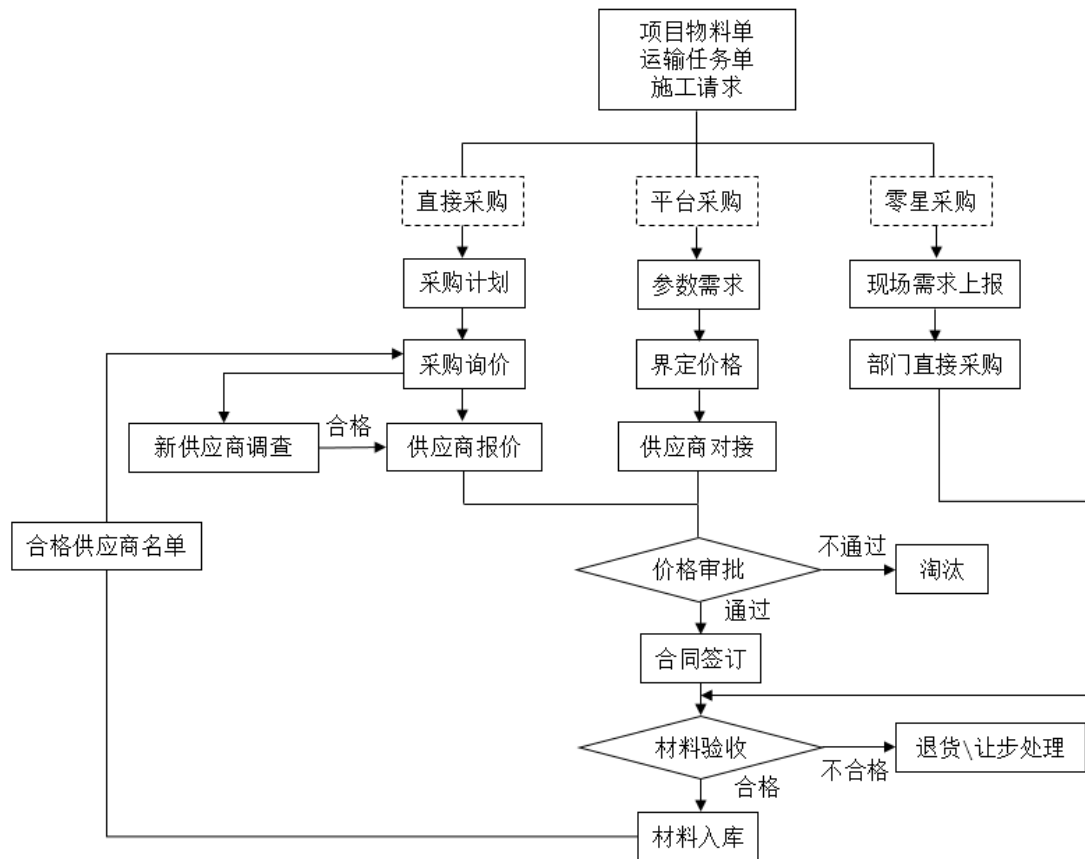 项目物料单
运输任务单
施工请求
直接采购
平台采购
零星采购
采购计划
参数需求
现场需求上报
采购询价
界定价格
部门直接采购
新供应商调查
合格
供应商报价
供应商对接
合格供应商名单
价格审批
不通过
淘汰
通过
合同签订
材料验收
不合格
退货\让步处理
合格
材料入库